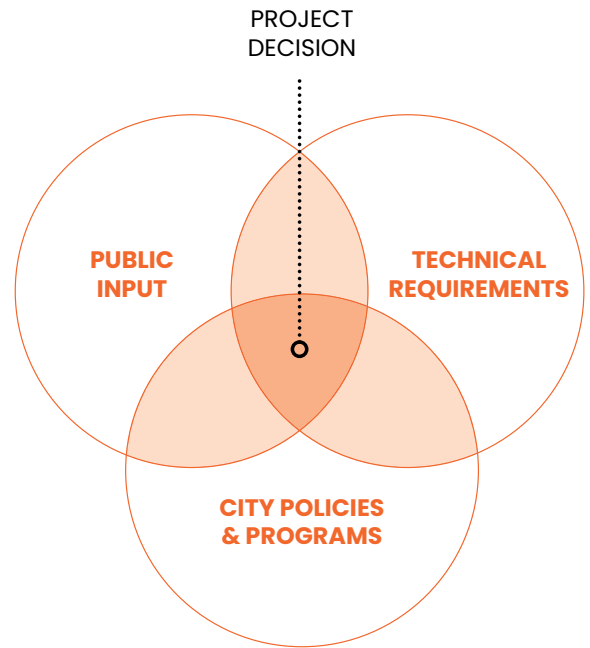 PROJECT
DECISION
PUBLIC
INPUT
TECHNICAL
REQUIREMENTS
CITY POLICIES
& PROGRAMS